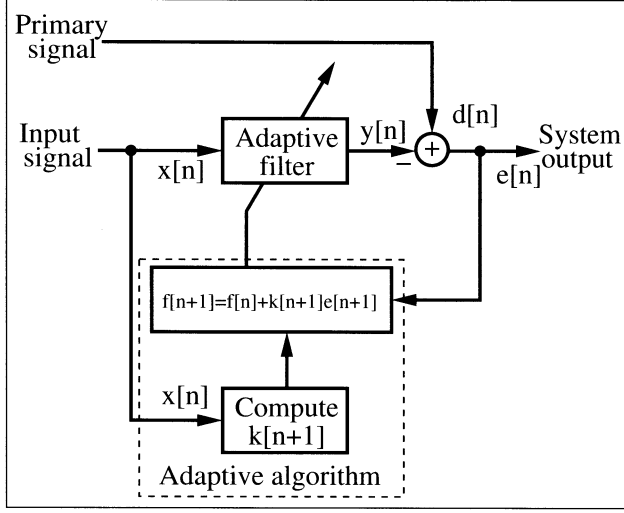 Primary
signal
d[n]
Input
signal
x[n]
Adaptive
filter
y[n]
−
+
System
output
e[n]
f[n+1]=f[n]+k[n+1]e[n+1]
x[n]
Compute
k[n+1]
Adaptive algorithm